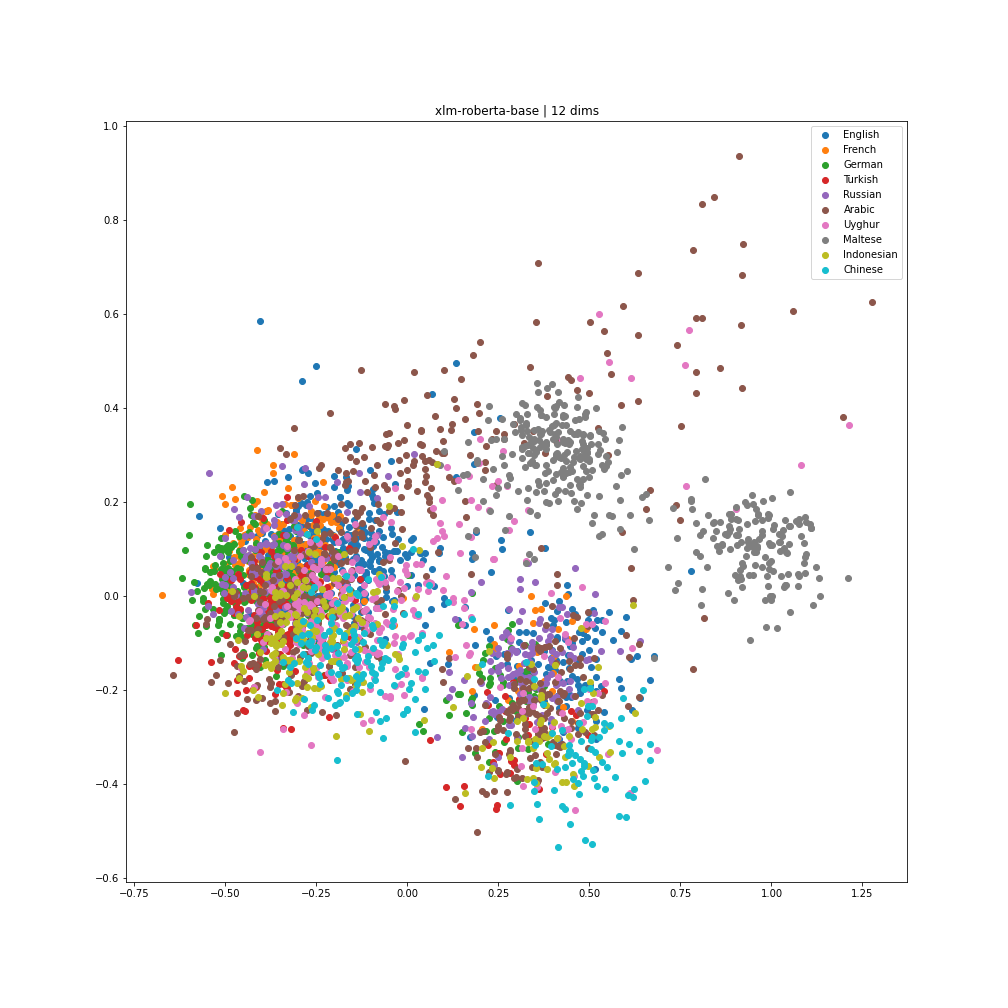 xlm-roberta-base | 12 dims
1.0
0.8
0.6
0.4
0.2
0.0
−0.2
−0.4
−0.6
−0.75
−0.50
−0.25
0.00
0.25
0.50
0.75
1.00
1.25
English
French
German
Turkish
Russian
Arabic
Uyghur
Maltese
Indonesian
Chinese